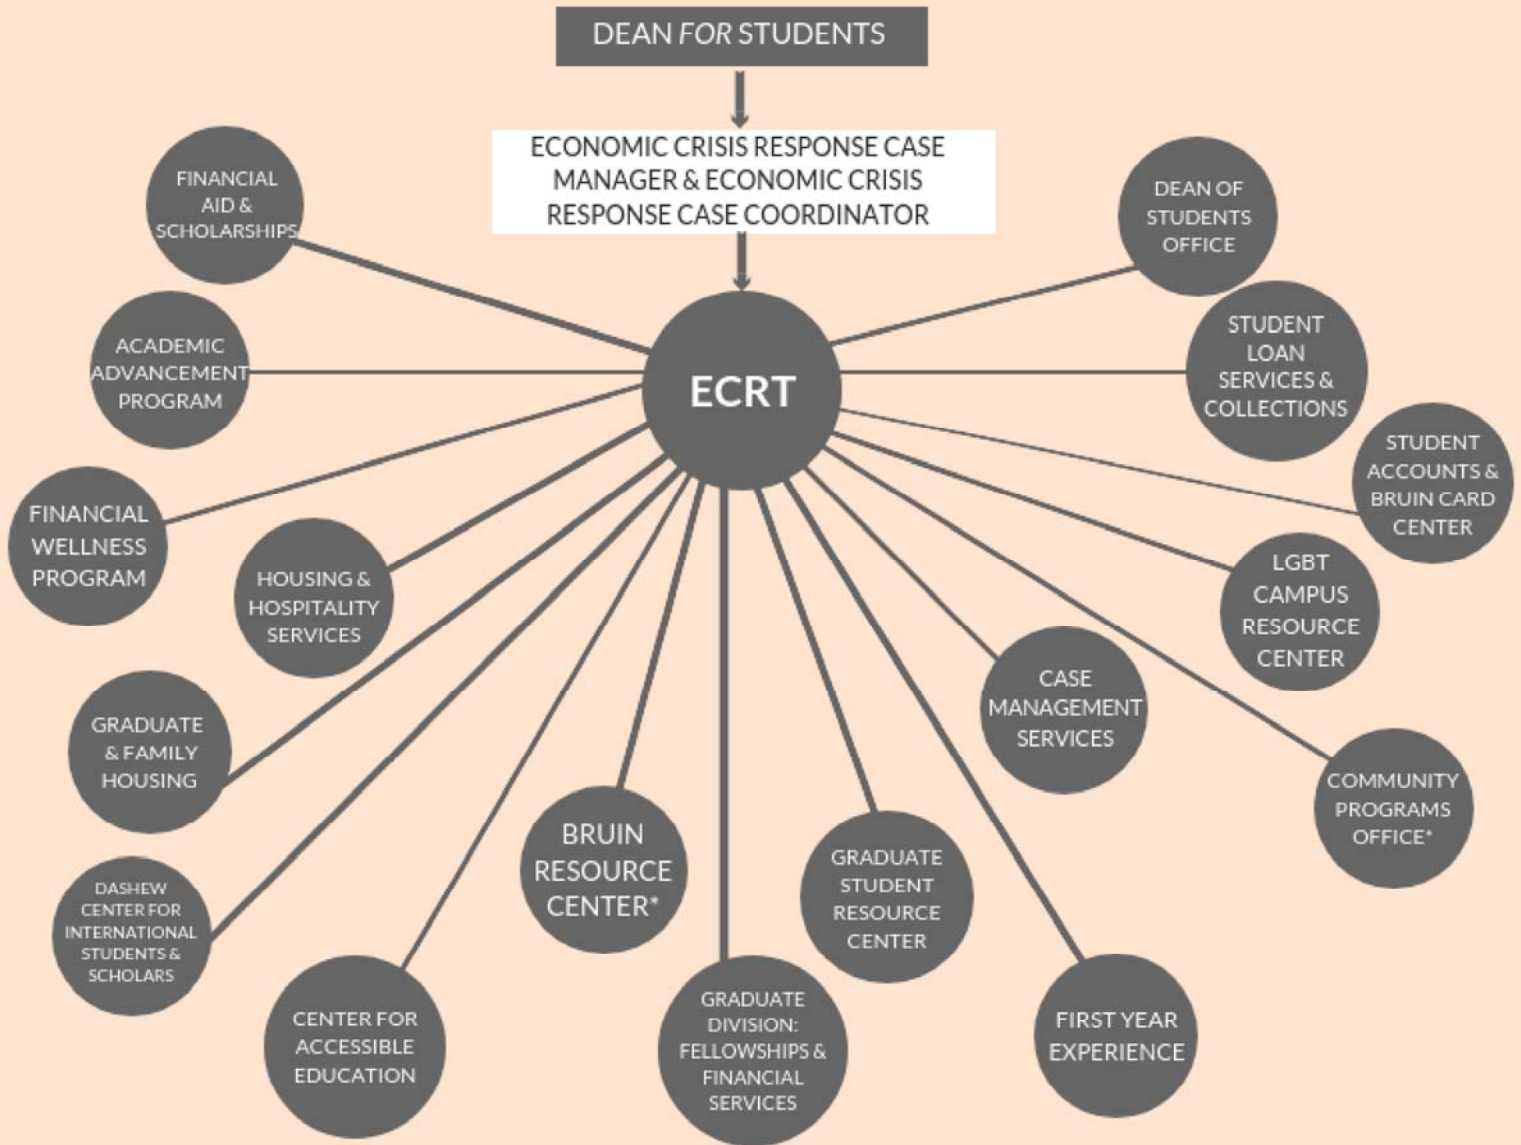 DEAN FOR STUDENTS
ECONOMIC CRISIS RESPONSE CASE
MANAGER & ECONOMIC CRISIS
RESPONSE CASE COORDINATOR
ECRT
FINANCIAL
AID &
SCHOLARSHIPS
ACADEMIC
ADVANCEMENT
PROGRAM
FINANCIAL
WELLNESS
PROGRAM
HOUSING &
HOSPITALITY
SERVICES
GRADUATE
& FAMILY
HOUSING
DASHEW
CENTER FOR
INTERNATIONAL
STUDENTS &
SCHOLARS
CENTER FOR
ACCESSIBLE
EDUCATION
BRUIN
RESOURCE
CENTER*
GRADUATE
DIVISION:
FELLOWSHIPS &
FINANCIAL
SERVICES
GRADUATE
STUDENT
RESOURCE
CENTER
FIRST YEAR
EXPERIENCE
CASE
MANAGEMENT
SERVICES
COMMUNITY
PROGRAMS
OFFICE*
LGBT
CAMPUS
RESOURCE
CENTER
STUDENT
ACCOUNTS &
BRUIN CARD
CENTER
STUDENT
LOAN
SERVICES &
COLLECTIONS
DEAN OF
STUDENTS
OFFICE